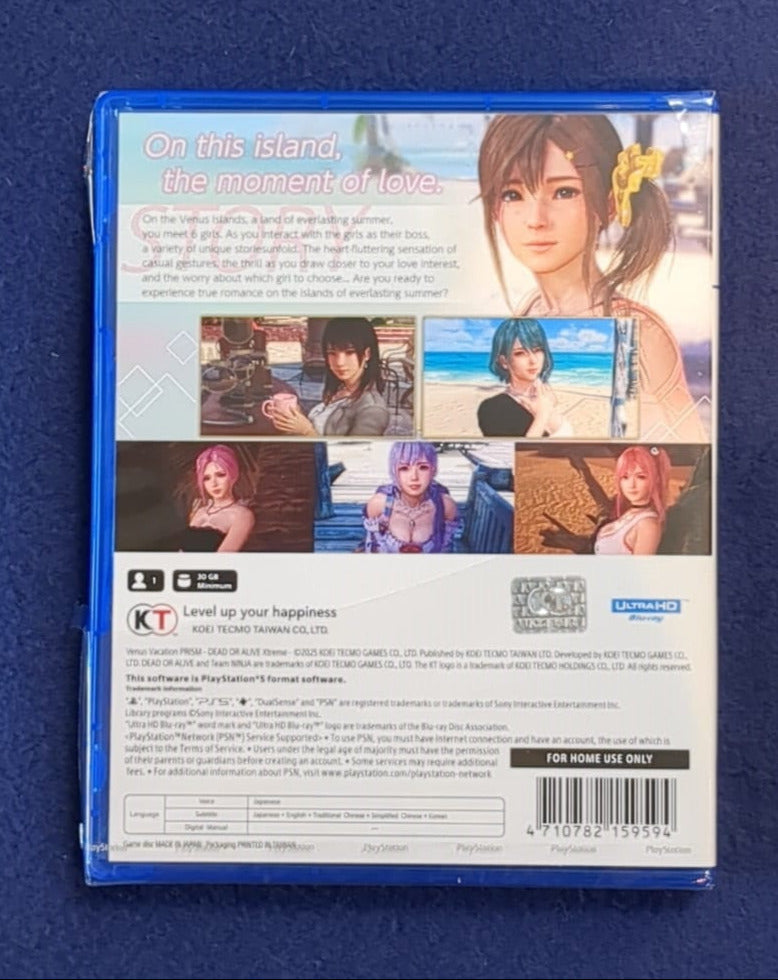 On this island,
the moment of love.
STORY
On the Venus Islands, a land of everlasting summer,
you meet 6 girls. As you interact with the girls as their boss,
a variety of unique storiesunfold. The heart-fluttering sensation of
casual gestures, the thrill as you draw closer to your love interest,
and the worry about which girl to choose... Are you ready to
experience true romance on the islands of everlasting summer?
1
30 GB
Minimum
KT
Level up your happiness
KOEI TECMO TAIWAN CO., LTD.
ULTRA HD
Blu-ray
Venus Vacation PRISM - DEAD OR ALIVE Xtreme - ©2025 KOEI TECMO GAMES CO., LTD. Published by KOEI TECMO TAIWAN LTD. Developed by KOEI TECMO GAMES CO.,
LTD. DEAD OR ALIVE and Team NINJA are trademarks of KOEI TECMO GAMES CO., LTD. The KT logo is a trademark of KOEI TECMO HOLDINGS CO., LTD. All rights reserved.
This software is PlayStation®5 format software.
Trademark Information
" ", "PlayStation", "PS5", " ", "DualSense" and "PSN" are registered trademarks or trademarks of Sony Interactive Entertainment Inc.
Library programs ©Sony Interactive Entertainment Inc.
"Ultra HD Blu-ray™" word mark and "Ultra HD Blu-ray™" logo are trademarks of the Blu-ray Disc Association.
<PlayStation™Network (PSN™) Service Supported> • To use PSN, you must have internet connection and have an account, the use of which is
subject to the Terms of Service. • Users under the legal age of majority must have the permission
of their parents or guardians before creating an account. • Some services may require additional
fees. • For additional information about PSN, visit www.playstation.com/playstation-network
FOR HOME USE ONLY
Language
Voice Japanese
Subtitle Japanese • English • Traditional Chinese • Simplified Chinese • Korean
Digital Manual —
4 710782 159594
Game disc MADE IN JAPAN. Packaging PRINTED IN TAIWAN.
PlayStation PlayStation PlayStation PlayStation PlayStation